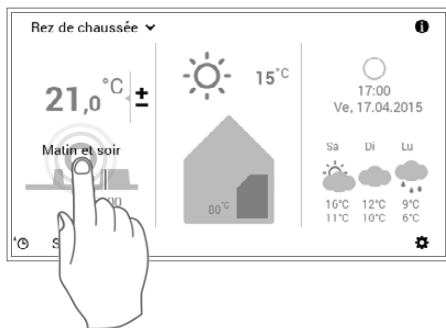 Rez de chaussée
21,0 °C ±
Matin et soir
15°C
80°C
17:00
Ve, 17.04.2015
Sa Di Lu
16°C 12°C 9°C
11°C 10°C 6°C